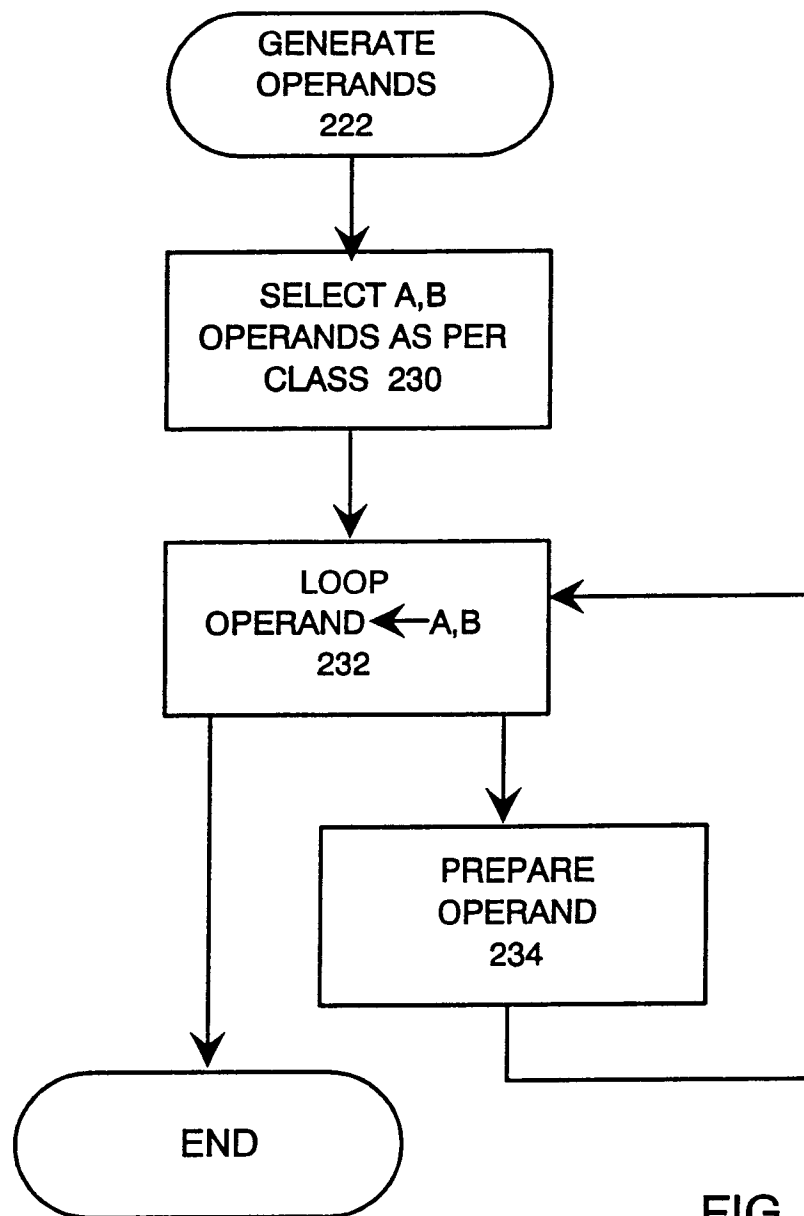 GENERATE
OPERANDS
222
SELECT A,B
OPERANDS AS PER
CLASS 230
LOOP
OPERAND←A,B
232
PREPARE
OPERAND
234
END
FIG